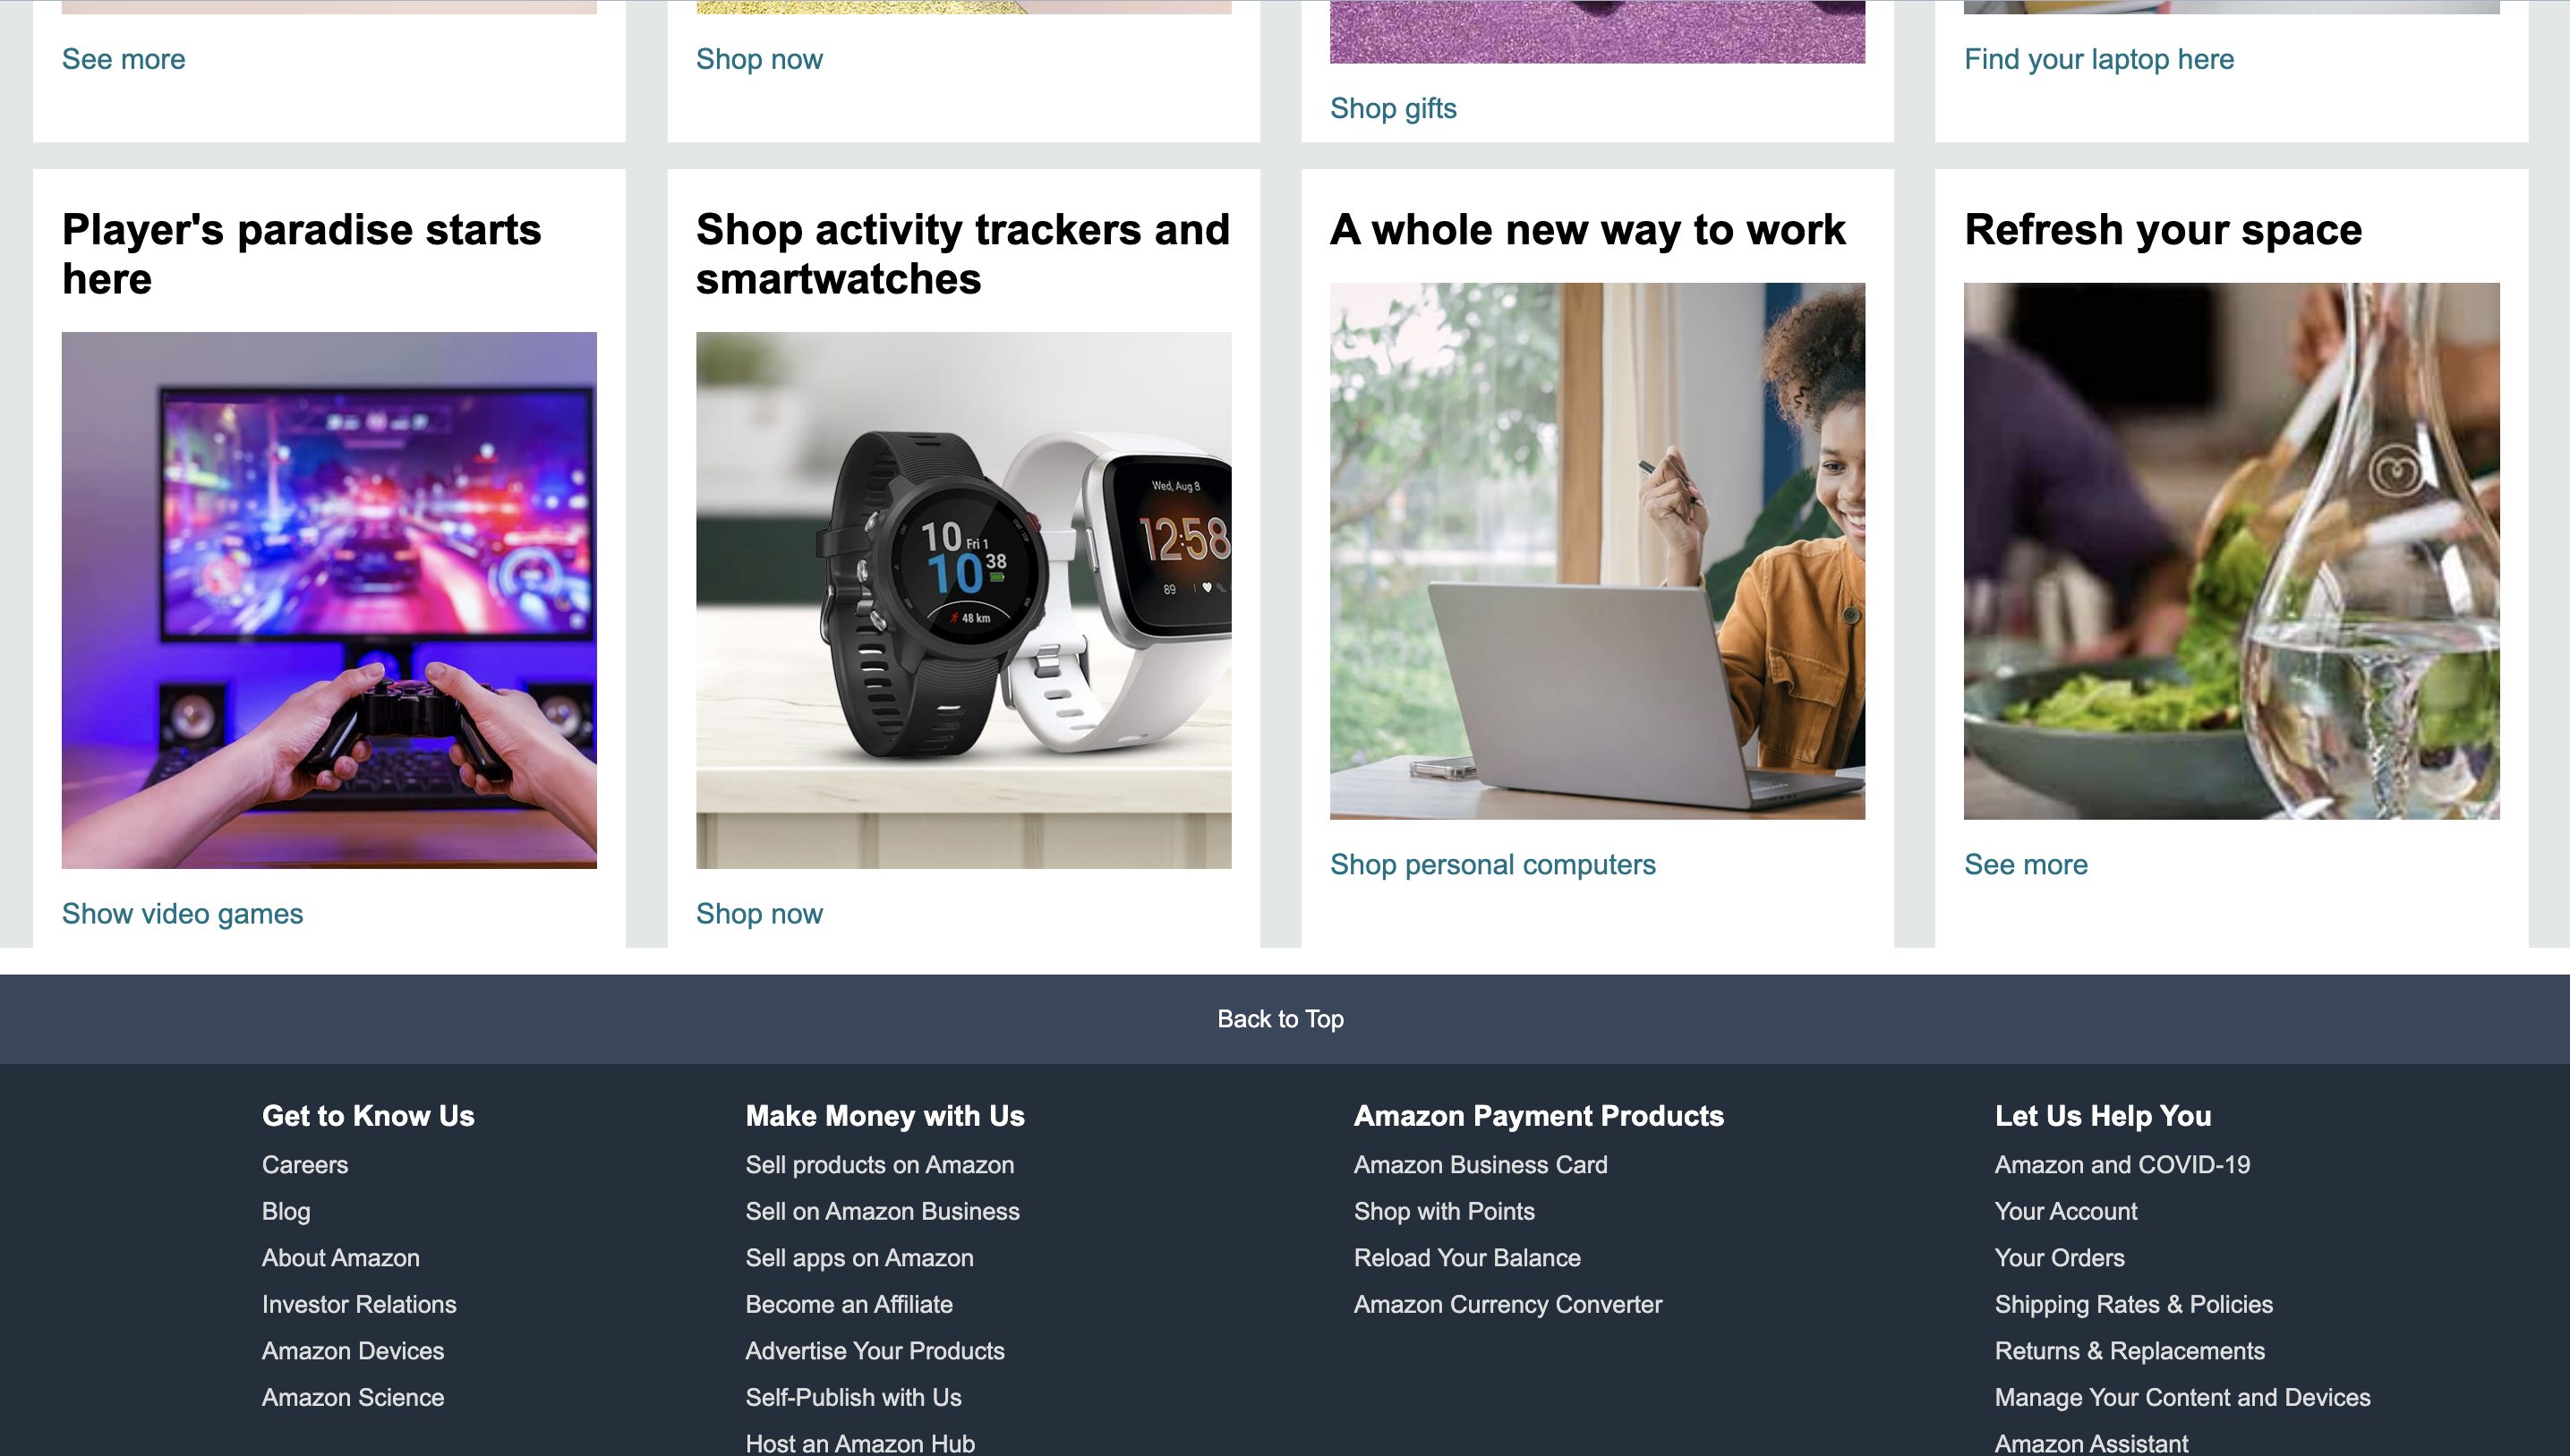 See more
Shop now
Shop gifts
Find your laptop here
Player's paradise starts
here
Show video games
Shop activity trackers and
smartwatches
10 Fri 1
10 38
48 km
Wed, Aug 8
12:58
89
Shop now
A whole new way to work
Shop personal computers
Refresh your space
See more
Back to Top
Get to Know Us
Careers
Blog
About Amazon
Investor Relations
Amazon Devices
Amazon Science
Make Money with Us
Sell products on Amazon
Sell on Amazon Business
Sell apps on Amazon
Become an Affiliate
Advertise Your Products
Self-Publish with Us
Host an Amazon Hub
Amazon Payment Products
Amazon Business Card
Shop with Points
Reload Your Balance
Amazon Currency Converter
Let Us Help You
Amazon and COVID-19
Your Account
Your Orders
Shipping Rates & Policies
Returns & Replacements
Manage Your Content and Devices
Amazon Assistant